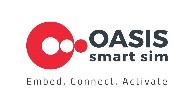 OASIS
smart sim
Embed. Connect. Activate